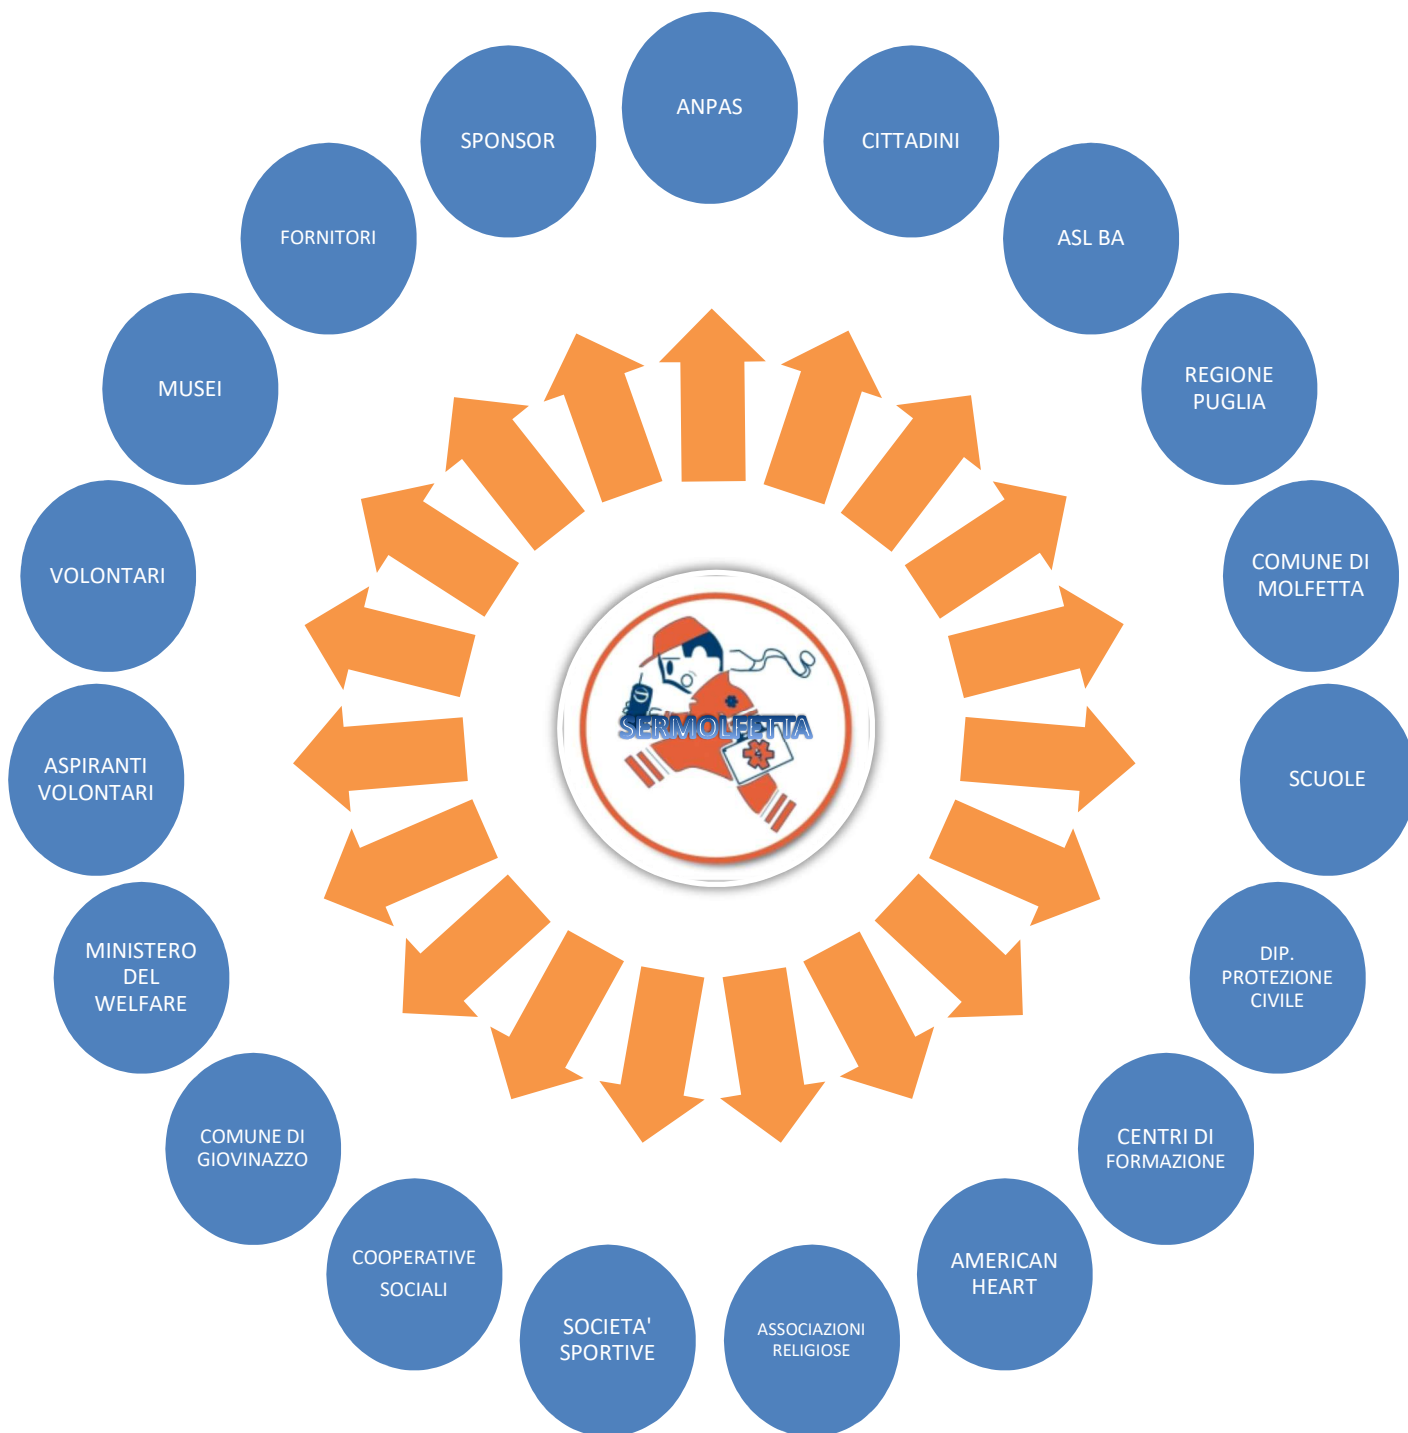 ANPAS
CITTADINI
ASL BA
REGIONE
PUGLIA
COMUNE DI
MOLFETTA
SCUOLE
DIP.
PROTEZIONE
CIVILE
CENTRI DI
FORMAZIONE
AMERICAN
HEART
ASSOCIAZIONI
RELIGIOSE
SOCIETA'
SPORTIVE
COOPERATIVE
SOCIALI
COMUNE DI
GIOVINAZZO
MINISTERO
DEL
WELFARE
ASPIRANTI
VOLONTARI
VOLONTARI
MUSEI
FORNITORI
SPONSOR
SERMOLFETTA